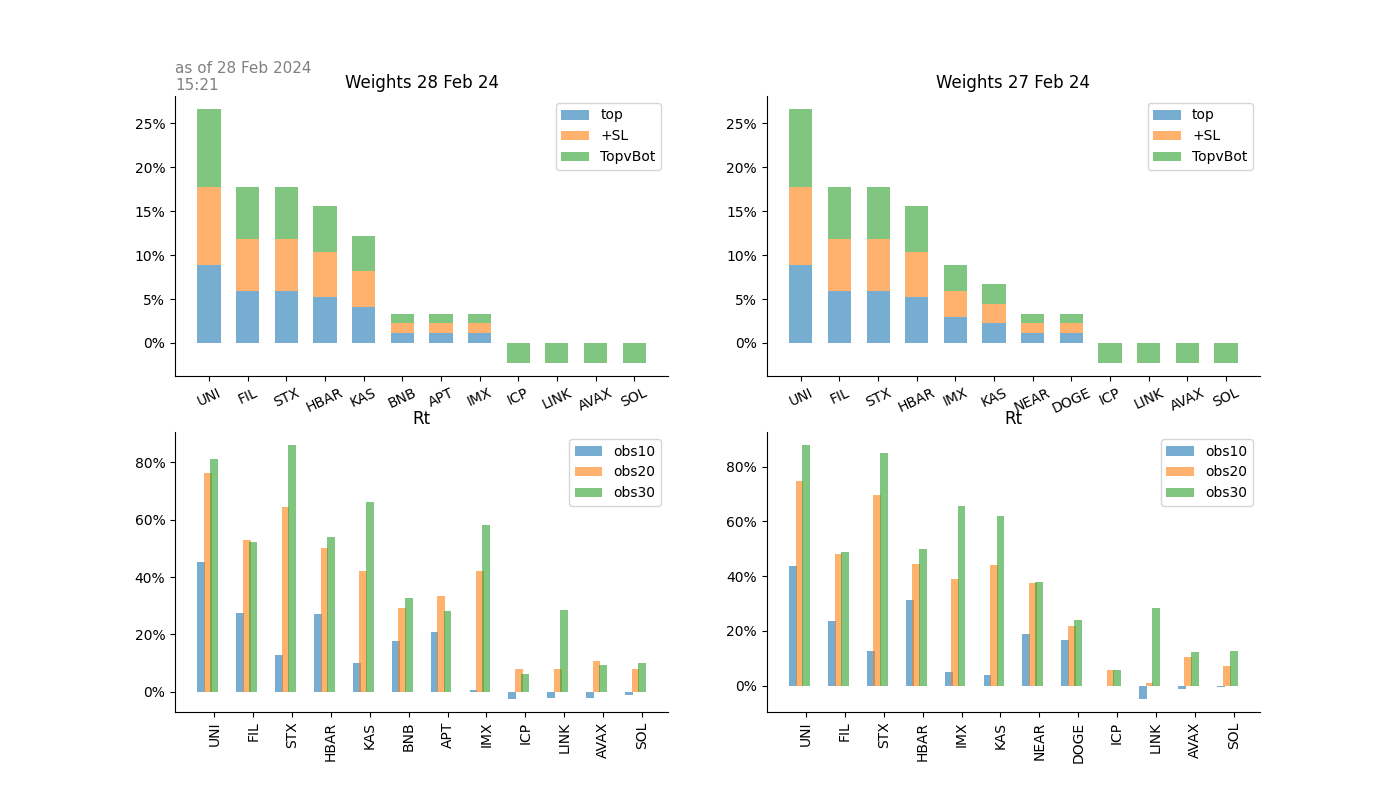 as of 28 Feb 2024
15:21
Weights 28 Feb 24
25%
20%
15%
10%
5%
0%
top
+SL
TopvBot
UNI FIL STX HBAR KAS BNB APT IMX ICP LINK AVAX SOL
Weights 27 Feb 24
25%
20%
15%
10%
5%
0%
top
+SL
TopvBot
UNI FIL STX HBAR IMX KAS NEAR DOGE ICP LINK AVAX SOL
Rt
80%
60%
40%
20%
0%
obs10
obs20
obs30
UNI FIL STX HBAR KAS BNB APT IMX ICP LINK AVAX SOL
Rt
80%
60%
40%
20%
0%
obs10
obs20
obs30
UNI FIL STX HBAR IMX KAS NEAR DOGE ICP LINK AVAX SOL